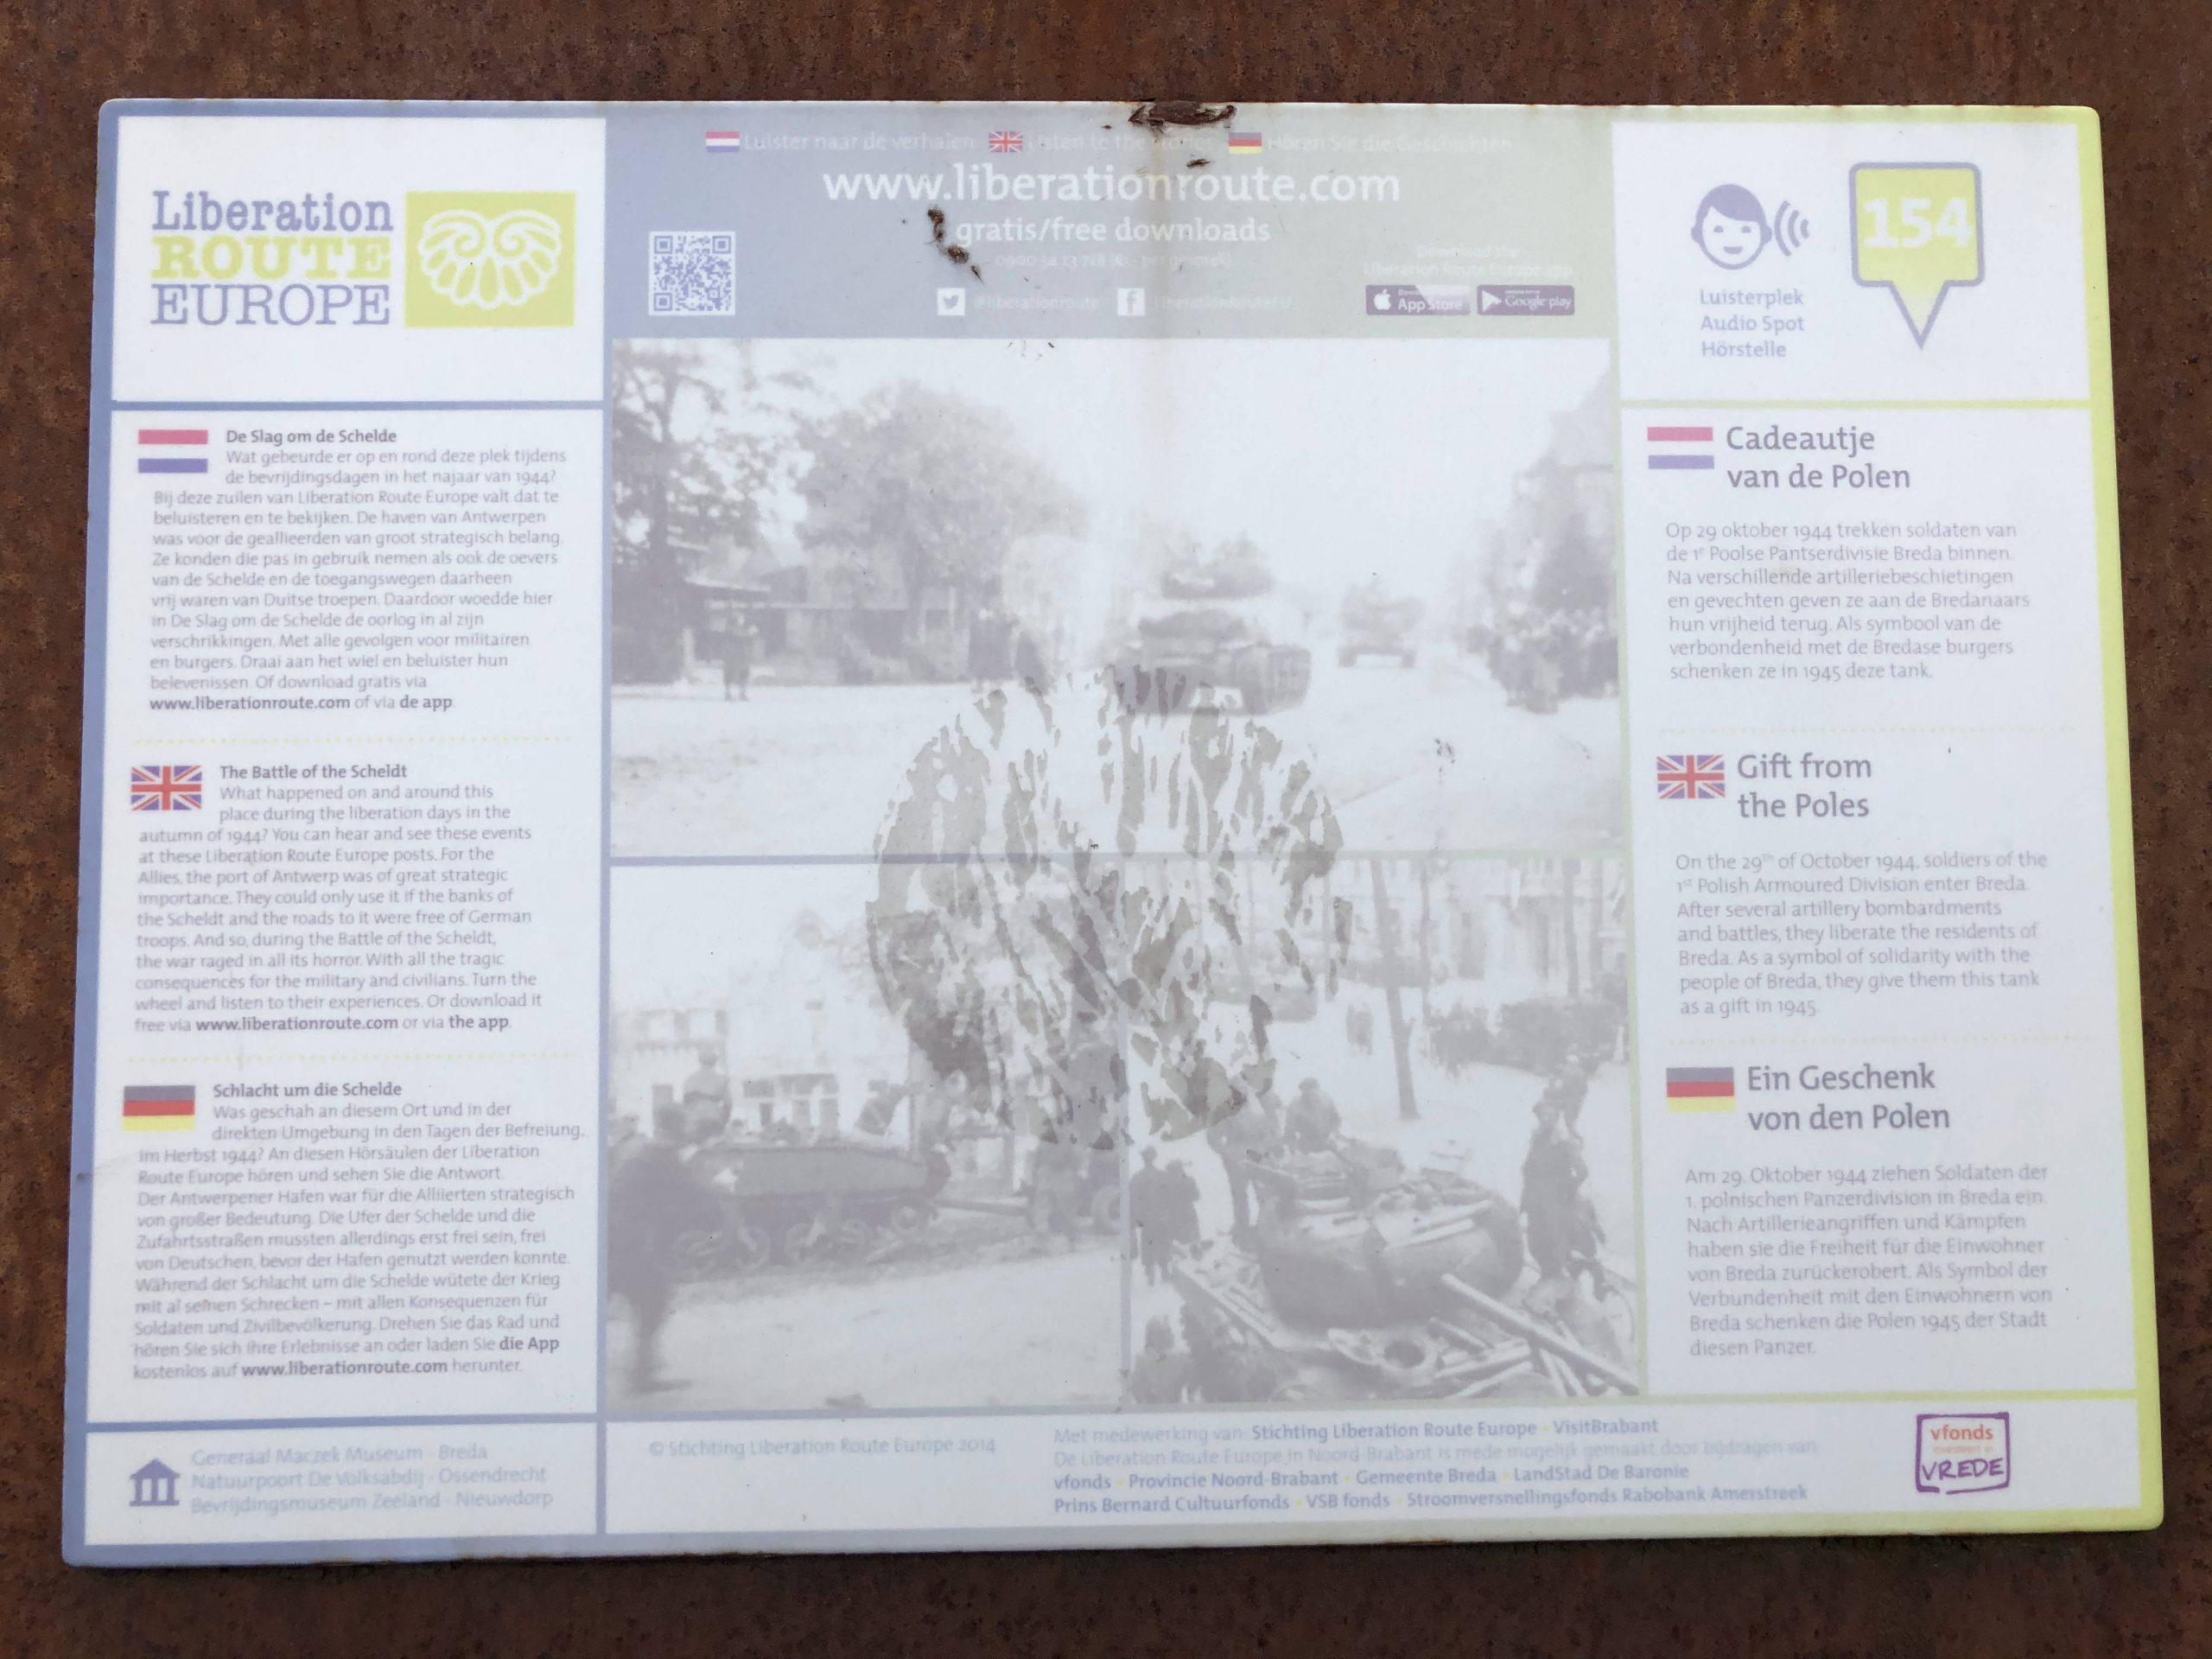 Liberation
ROUTE
EUROPE
Luister naar de verhalen Listen to the stories Hören Sie die Geschichten
www.liberationroute.com
gratis/free downloads
@liberationroute
Download the
Liberation Route Europe app
App Store
Google play
154
Luisterplek
Audio Spot
Hörstelle
De Slag om de Schelde
Wat gebeurde er op en rond deze plek tijdens
de bevrijdingsdagen in het najaar van 1944?
Bij deze zuilen van Liberation Route Europe valt dat te
beluisteren en te bekijken. De haven van Antwerpen
was voor de geallieerden van groot strategisch belang.
Ze konden die pas in gebruik nemen als ook de oevers
van de Schelde en de toegangswegen daarheen
vrij waren van Duitse troepen. Daardoor woedde hier
in De Slag om de Schelde de oorlog in al zijn
verschrikkingen. Met alle gevolgen voor militairen
en burgers. Draai aan het wiel en beluister hun
belevenissen. Of download gratis via
www.liberationroute.com of via de app.
The Battle of the Scheldt
What happened on and around this
place during the liberation days in the
autumn of 1944? You can hear and see these events
at these Liberation Route Europe posts. For the
Allies, the port of Antwerp was of great strategic
importance. They could only use it if the banks of
the Scheldt and the roads to it were free of German
troops. And so, during the Battle of the Scheldt,
the war raged in all its horror. With all the tragic
consequences for the military and civilians. Turn the
wheel and listen to their experiences. Or download it
free via www.liberationroute.com or via the app.
Schlacht um die Schelde
Was geschah an diesem Ort und in der
direkten Umgebung in den Tagen der Befreiung.
Im Herbst 1944? An diesen Hörsäulen der Liberation
Route Europe hören und sehen Sie die Antwort.
Der Antwerpener Hafen war für die Alliierten strategisch
von großer Bedeutung. Die Ufer der Schelde und die
Zufahrtsstraßen mussten allerdings erst frei sein, frei
von Deutschen, bevor der Hafen genutzt werden konnte.
Während der Schlacht um die Schelde wütete der Krieg
mit al seinen Schrecken – mit allen Konsequenzen für
Soldaten und Zivilbevölkerung. Drehen Sie das Rad und
hören Sie sich ihre Erlebnisse an oder laden Sie die App
kostenlos auf www.liberationroute.com herunter.
Cadeautje
van de Polen
Op 29 oktober 1944 trekken soldaten van
de 1e Poolse Pantserdivisie Breda binnen.
Na verschillende artilleriebeschietingen
en gevechten geven ze aan de Bredanaars
hun vrijheid terug. Als symbool van de
verbondenheid met de Bredase burgers
schenken ze in 1945 deze tank.
Gift from
the Poles
On the 29th of October 1944, soldiers of the
1st Polish Armoured Division enter Breda.
After several artillery bombardments
and battles, they liberate the residents of
Breda. As a symbol of solidarity with the
people of Breda, they give them this tank
as a gift in 1945.
Ein Geschenk
von den Polen
Am 29. Oktober 1944 ziehen Soldaten der
1. polnischen Panzerdivision in Breda ein.
Nach Artillerieangriffen und Kämpfen
haben sie die Freiheit für die Einwohner
von Breda zurückerobert. Als Symbol der
Verbundenheit mit den Einwohnern von
Breda schenken die Polen 1945 der Stadt
diesen Panzer.
Generaal Maczek Museum · Breda
Natuurpoort De Volksabdij · Ossendrecht
Bevrijdingsmuseum Zeeland · Nieuwdorp
© Stichting Liberation Route Europe 2014
Met medewerking van: Stichting Liberation Route Europe · VisitBrabant
De Liberation Route Europe in Noord-Brabant is mede mogelijk gemaakt door bijdragen van
vfonds · Provincie Noord-Brabant · Gemeente Breda · LandStad De Baronie
Prins Bernard Cultuurfonds · VSB fonds · Stroomversnellingsfonds Rabobank Amerstreek
vfonds
investeert in
VREDE